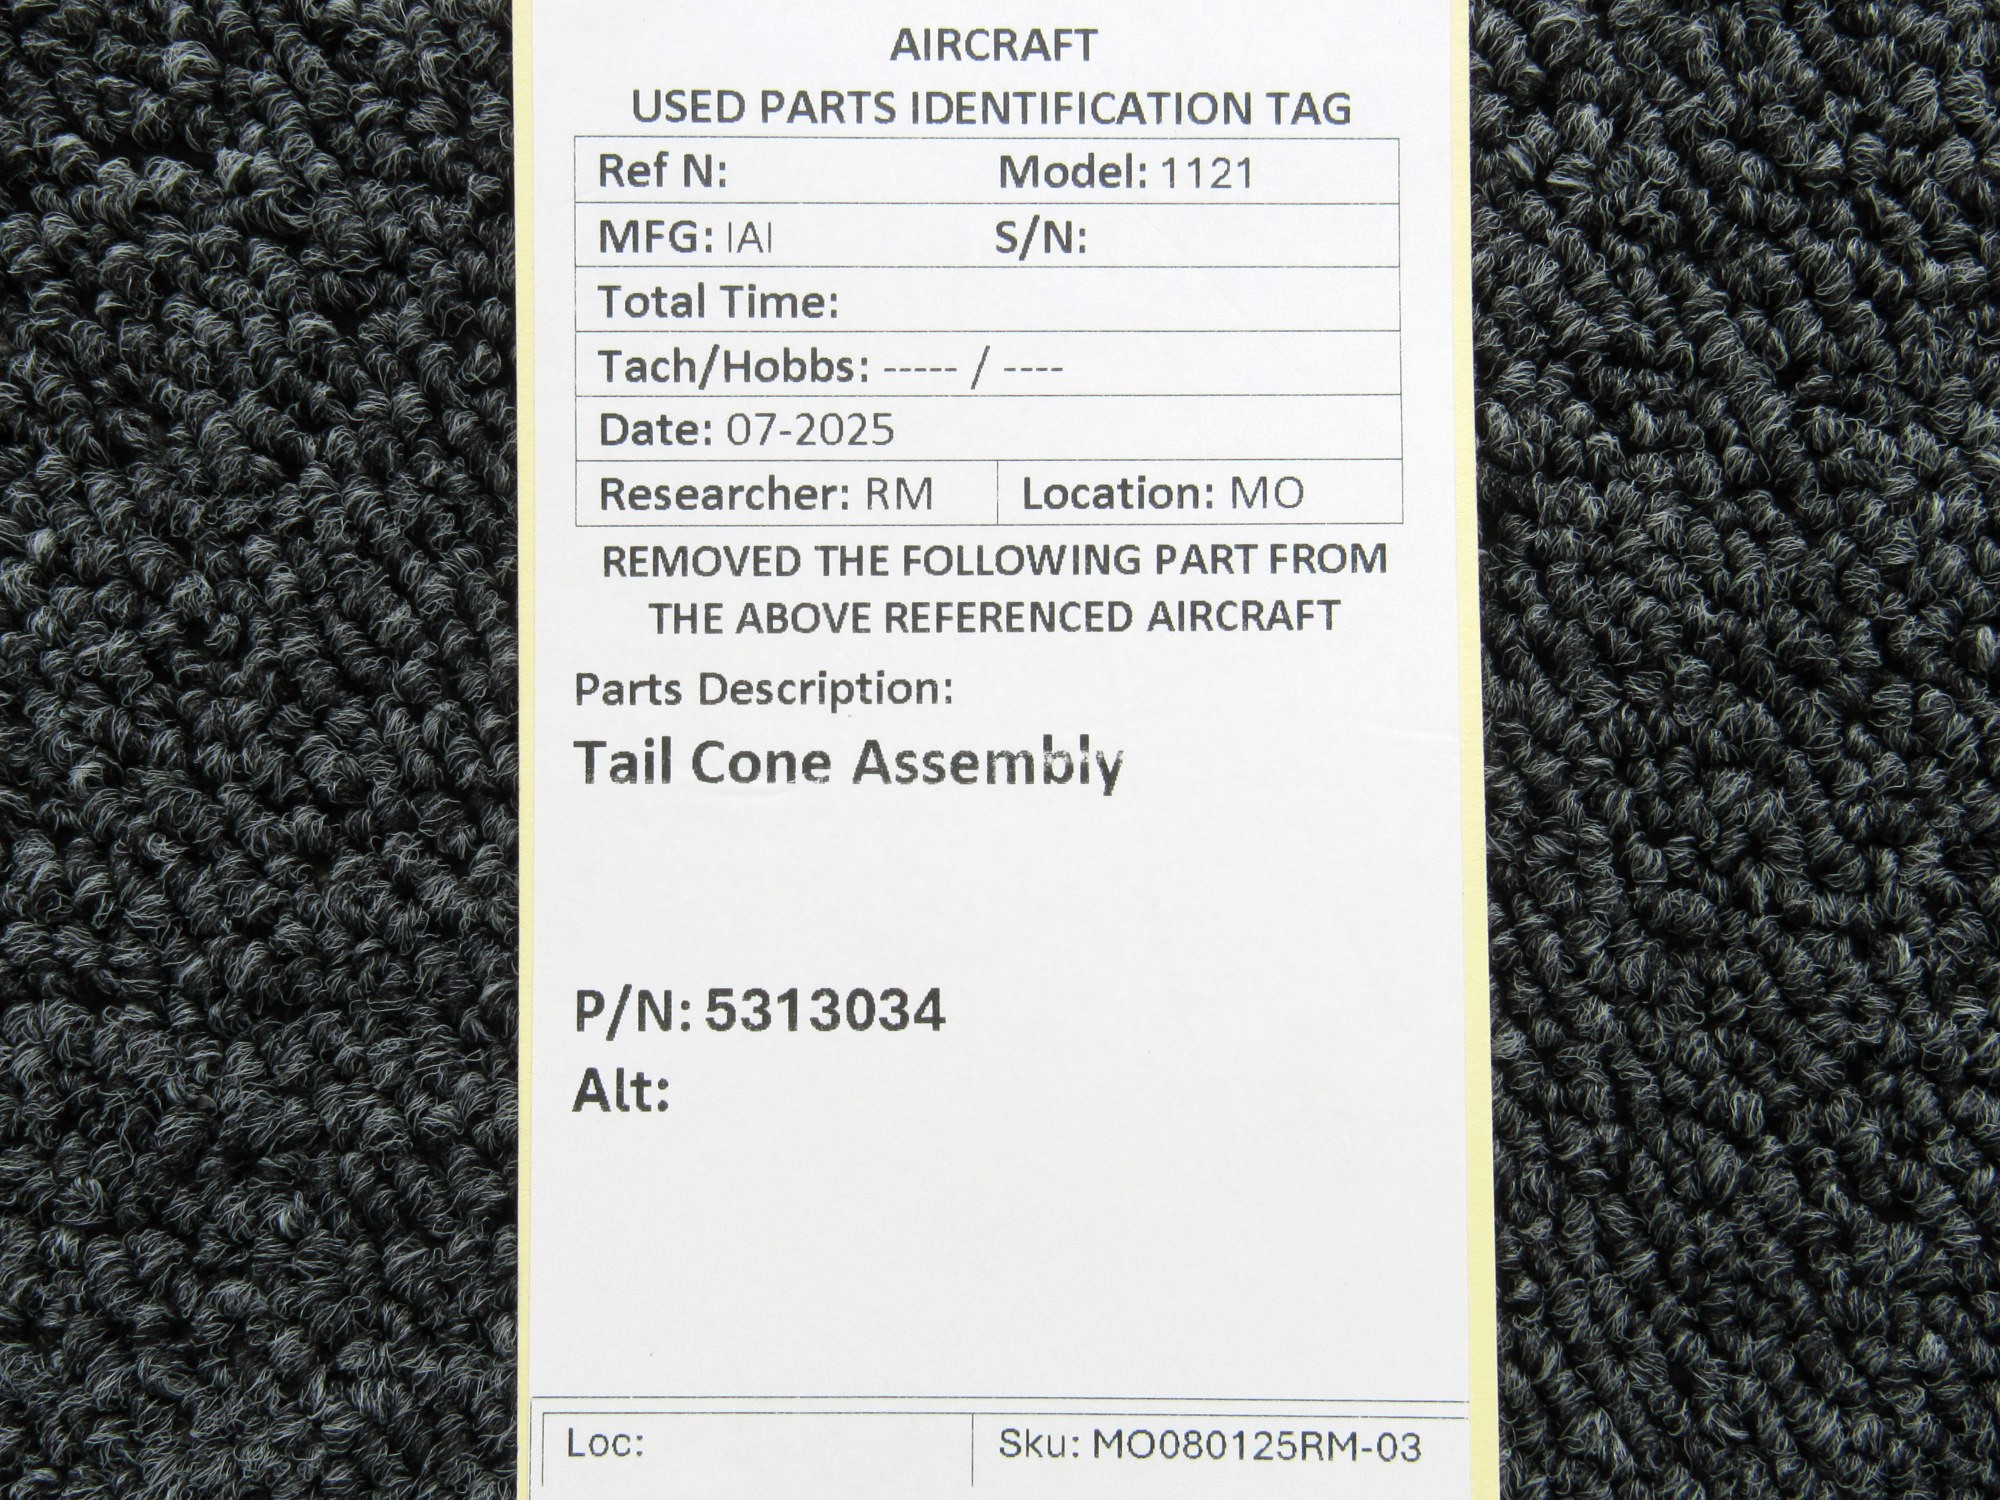 AIRCRAFT
USED PARTS IDENTIFICATION TAG
Ref N: Model: 1121
MFG: IAI S/N:
Total Time:
Tach/Hobbs: ----- / ----
Date: 07-2025
Researcher: RM Location: MO
REMOVED THE FOLLOWING PART FROM
THE ABOVE REFERENCED AIRCRAFT
Parts Description:
Tail Cone Assembly
P/N: 5313034
Alt:
Loc: Sku: MO080125RM-03